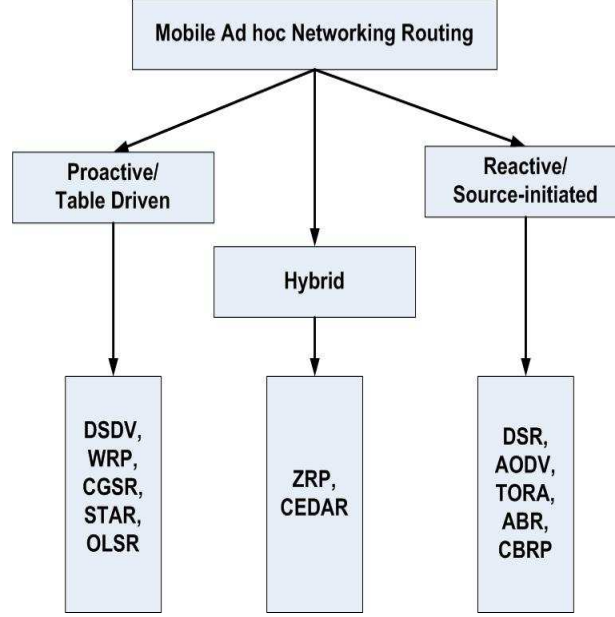 Mobile Ad hoc Networking Routing
Proactive/
Table Driven
Reactive/
Source-initiated
Hybrid
DSDV,
WRP,
CGSR,
STAR,
OLSR
ZRP,
CEDAR
DSR,
AODV,
TORA,
ABR,
CBRP